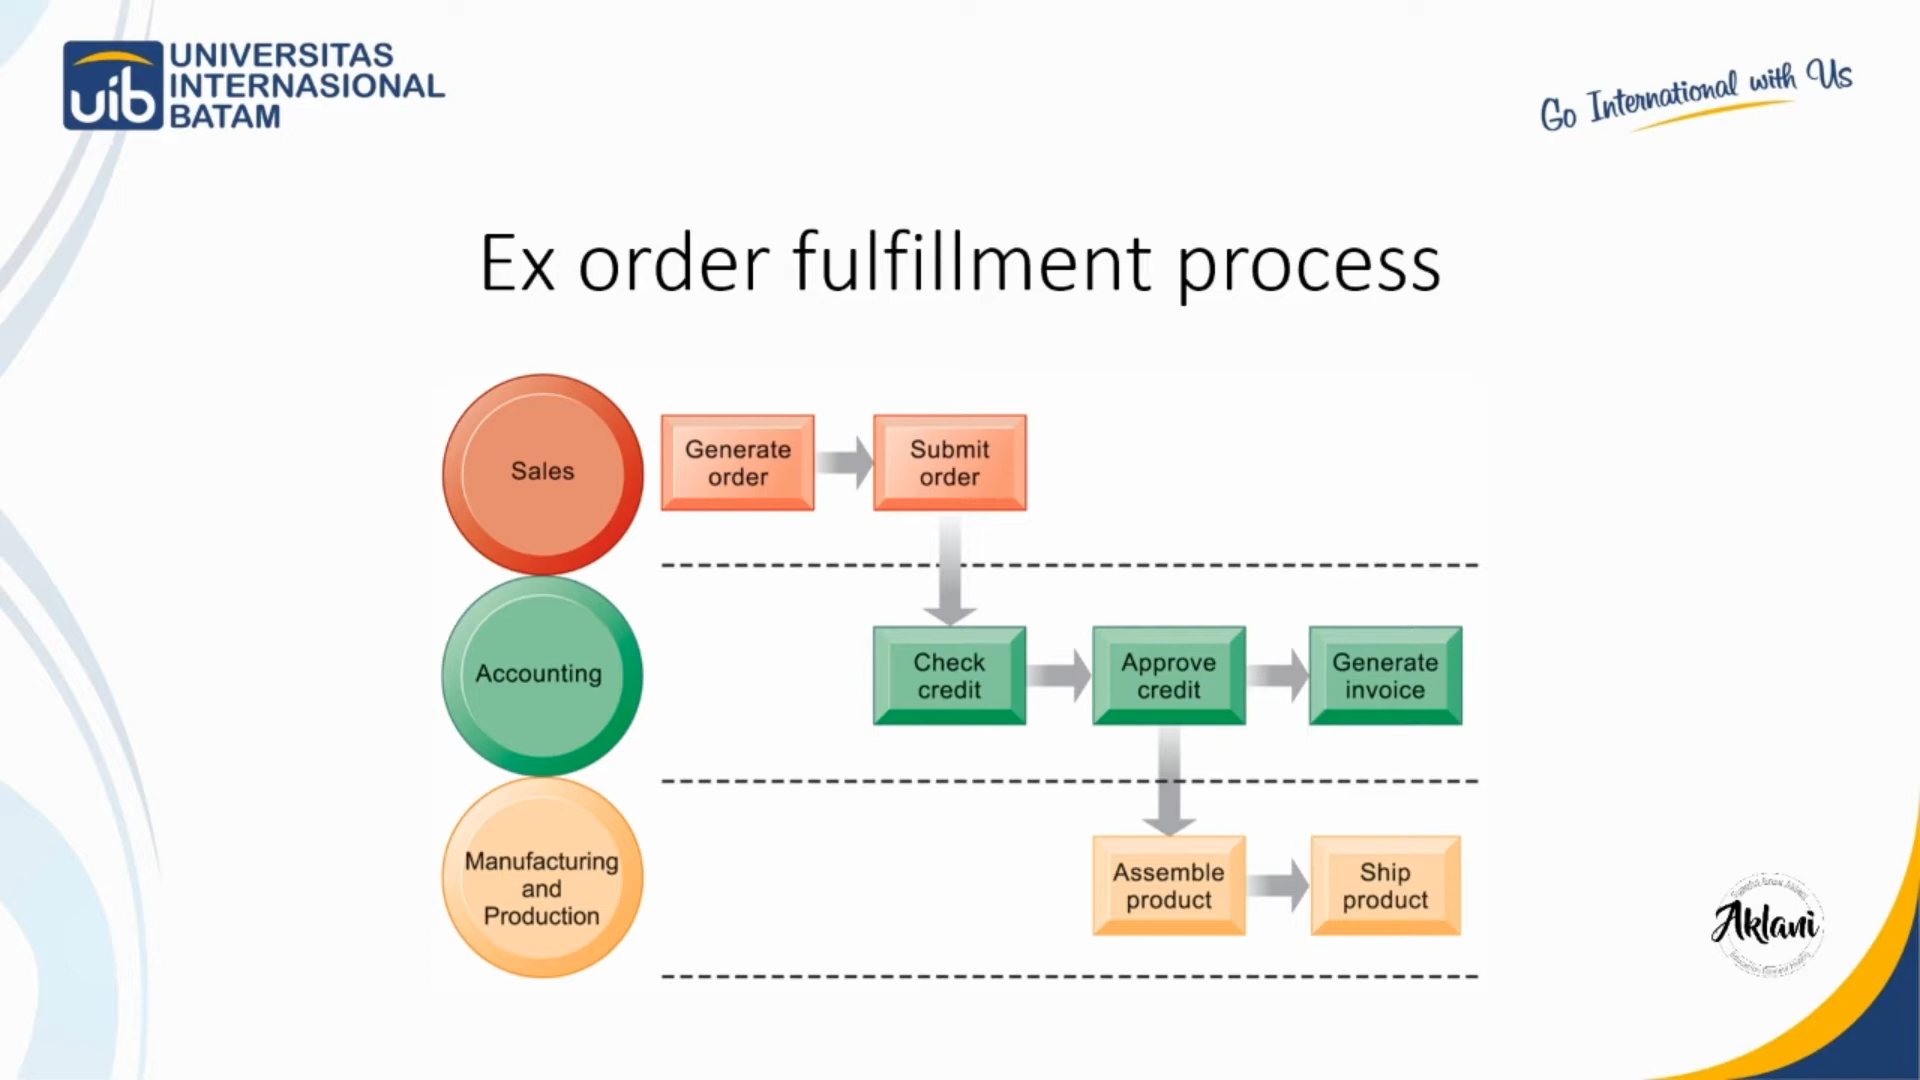 UNIVERSITAS
INTERNASIONAL
BATAM
uib
Go International with Us
Ex order fulfillment process
Sales
Generate
order
Submit
order
Accounting
Check
credit
Approve
credit
Generate
invoice
Manufacturing
and
Production
Assemble
product
Ship
product
Aklani